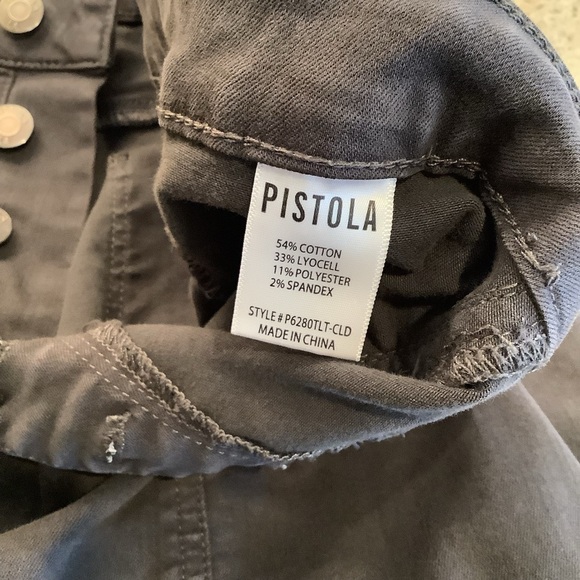 PISTOLA
54% COTTON
33% LYOCELL
11% POLYESTER
2% SPANDEX
STYLE# P6280TLT-CLD
MADE IN CHINA